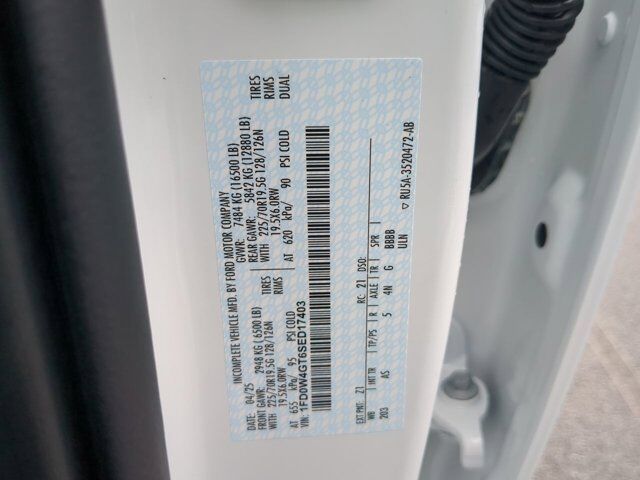 INCOMPLETE VEHICLE MFD. BY FORD MOTOR COMPANY
DATE: 04/25 GVWR: 7484 KG (16500 LB)
FRONT GAWR: 2948 KG (6500 LB) REAR GAWR: 5842 KG (12880 LB)
WITH 225/70R19.5G 128/126N TIRES WITH 225/70R19.5G 128/126N TIRES
19.5X6.0RW RIMS 19.5X6.0RW RIMS
AT 655 kPa/ 95 PSI COLD AT 620 kPa/ 90 PSI COLD DUAL
VIN: 1FD0W4GT6SED17403
EXT PNT: Z1 RC: 21 DSO:
WB INT TR TP/PS R AXLE TR SPR
203 AS 5 4N G BBBB
ULN ▽ RU5A-3520472-AB